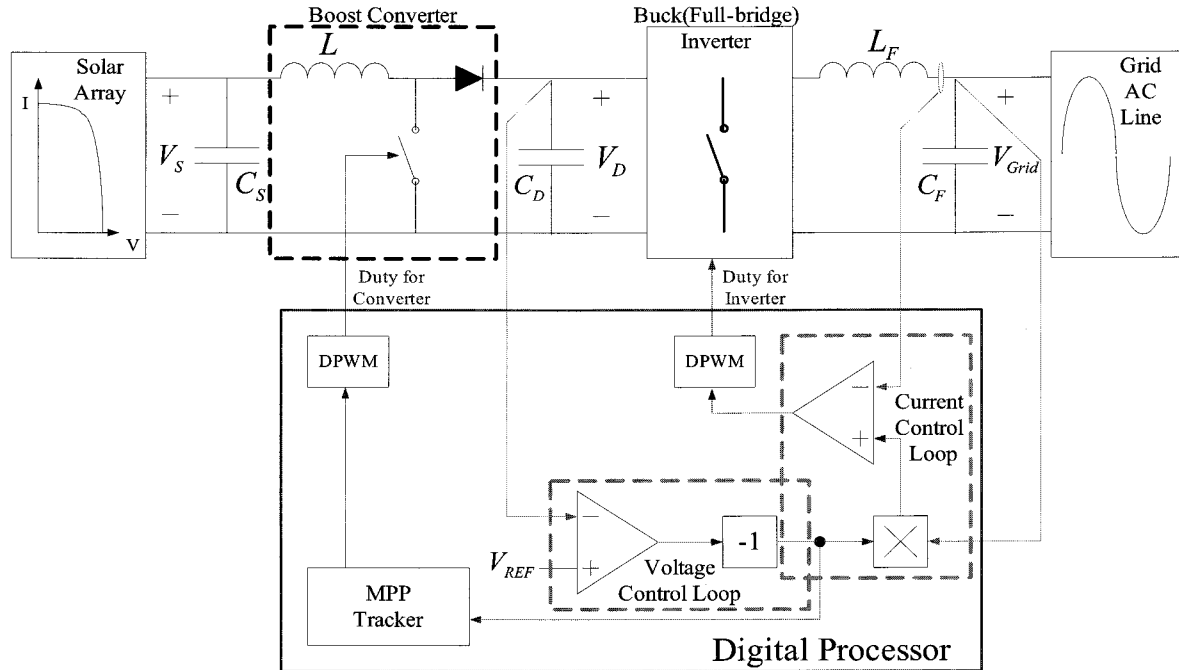 Boost Converter
Buck(Full-bridge)
Inverter
Solar
Array
I
V
+
V_S
−
C_S
L
C_D
+
V_D
−
L_F
C_F
+
V_Grid
−
Grid
AC
Line
Duty for
Converter
Duty for
Inverter
DPWM
DPWM
−
+
Current
Control
Loop
−
+
V_REF
-1
Voltage
Control Loop
MPP
Tracker
Digital Processor